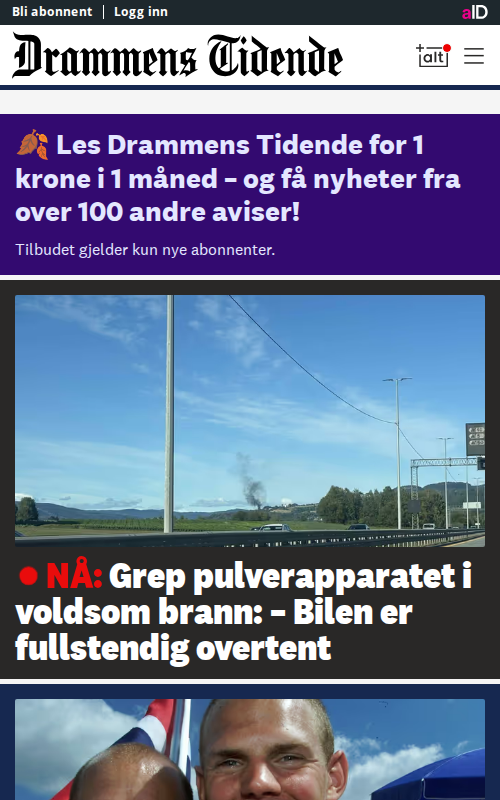 Bli abonnent | Logg inn
aID
Drammens Tidende
+alt
🍂 Les Drammens Tidende for 1
krone i 1 måned – og få nyheter fra
over 100 andre aviser!
Tilbudet gjelder kun nye abonnenter.
NÅ: Grep pulverapparatet i
voldsom brann: – Bilen er
fullstendig overtent